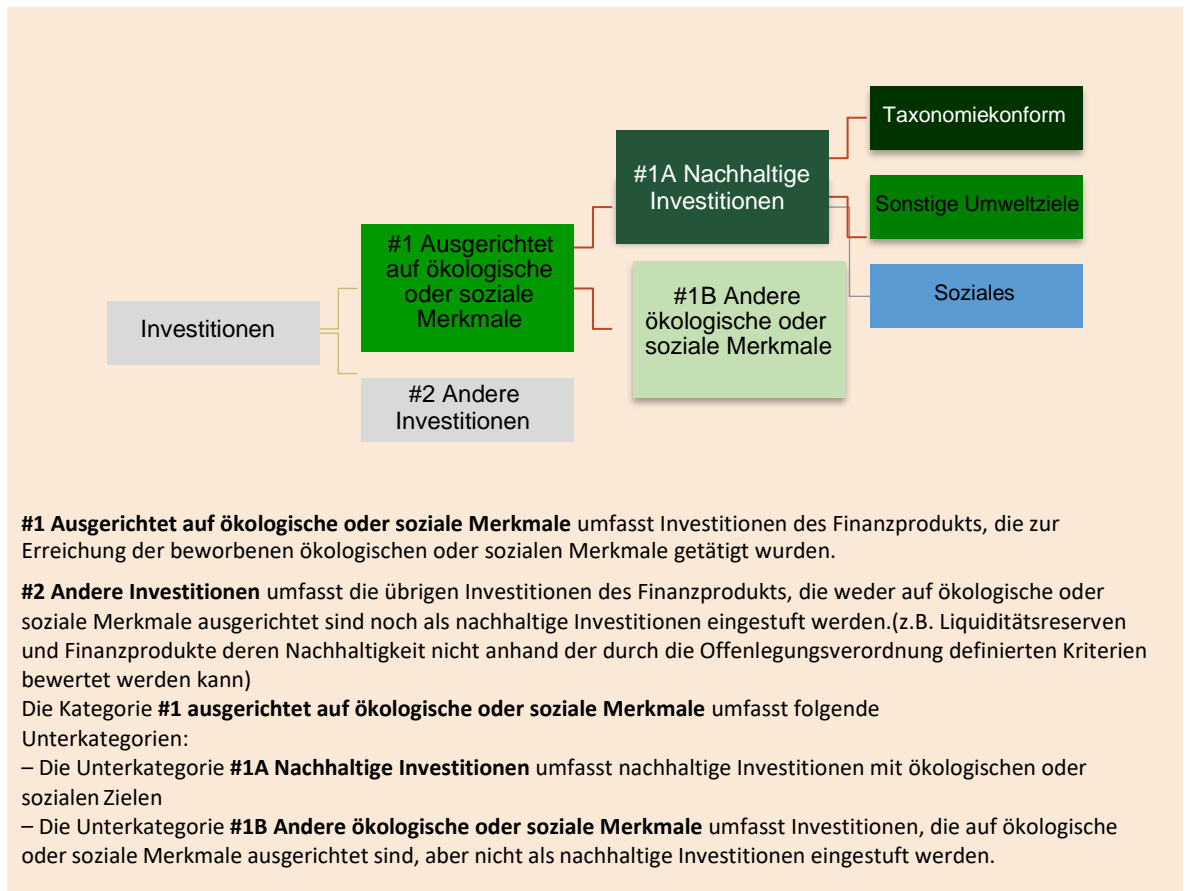 Taxonomiekonform
#1A Nachhaltige
Investitionen
Sonstige Umweltziele
#1 Ausgerichtet
auf ökologische
oder soziale
Merkmale
Soziales
#1B Andere
ökologische oder
soziale Merkmale
Investitionen
#2 Andere
Investitionen
#1 Ausgerichtet auf ökologische oder soziale Merkmale umfasst Investitionen des Finanzprodukts, die zur
Erreichung der beworbenen ökologischen oder sozialen Merkmale getätigt wurden.
#2 Andere Investitionen umfasst die übrigen Investitionen des Finanzprodukts, die weder auf ökologische oder
soziale Merkmale ausgerichtet sind noch als nachhaltige Investitionen eingestuft werden.(z.B. Liquiditätsreserven
und Finanzprodukte deren Nachhaltigkeit nicht anhand der durch die Offenlegungsverordnung definierten Kriterien
bewertet werden kann)
Die Kategorie #1 ausgerichtet auf ökologische oder soziale Merkmale umfasst folgende
Unterkategorien:
– Die Unterkategorie #1A Nachhaltige Investitionen umfasst nachhaltige Investitionen mit ökologischen oder
sozialen Zielen
– Die Unterkategorie #1B Andere ökologische oder soziale Merkmale umfasst Investitionen, die auf ökologische
oder soziale Merkmale ausgerichtet sind, aber nicht als nachhaltige Investitionen eingestuft werden.